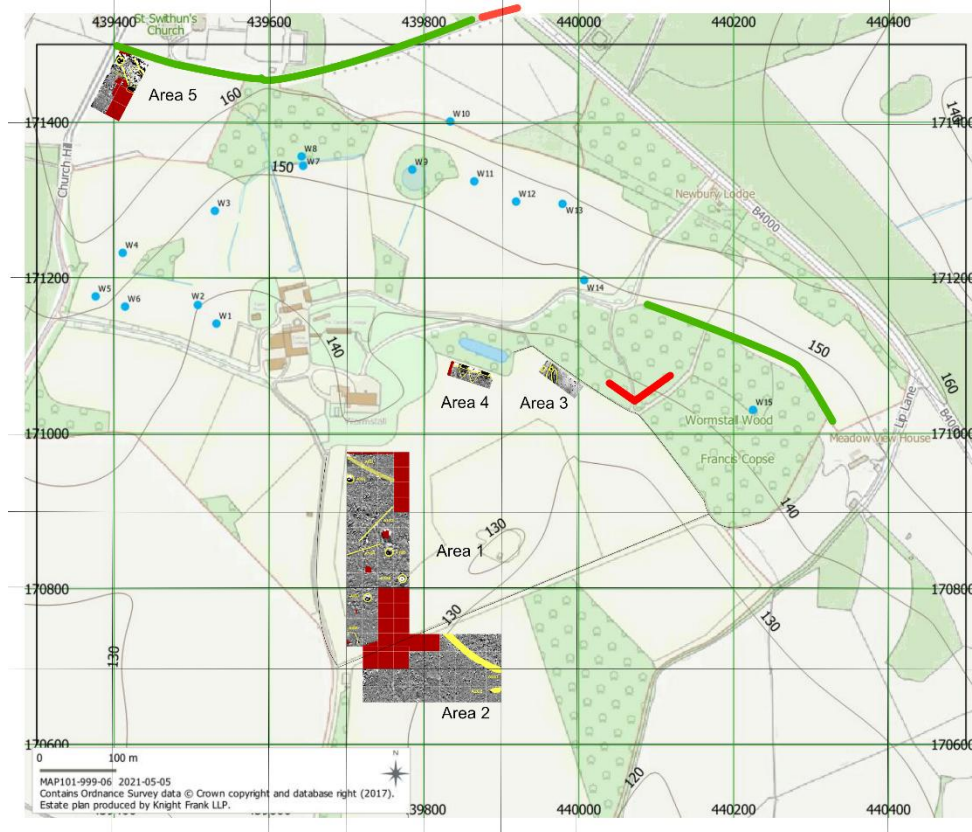 439400
439600
439800
440000
440200
440400
St Swithun's
Church
Area 5
160
140
171400
171400
W10
W8
W7
150
W9
W11
Church Hill
Newbury Lodge
W3
W12
W13
B4000
W4
171200
171200
W14
W5
W6
W2
W1
140
150
160
Area 4
Area 3
W15
Lip Lane
B4000
171000
171000
Wormstall Wood
Meadow View House
Francis Copse
140
130
Area 1
170800
170800
130
130
130
Area 2
170600
170600
120
0 100 m
N
MAP101-999-06 2021-05-05
Contains Ordnance Survey data © Crown copyright and database right (2017).
Estate plan produced by Knight Frank LLP.
439800
440000
440200
440400